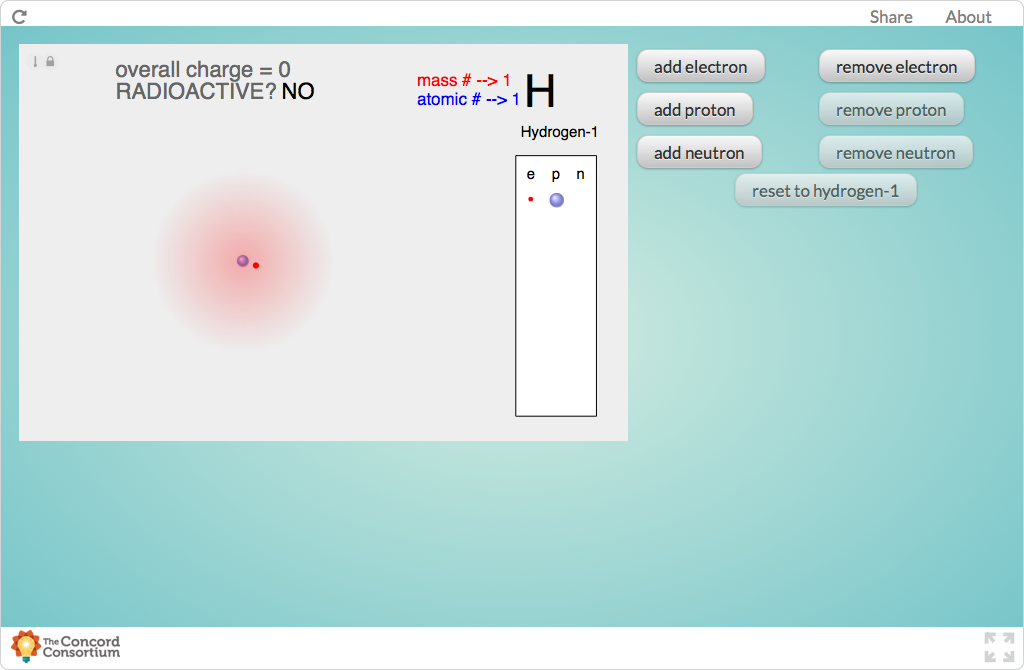 Share About
overall charge = 0
RADIOACTIVE? NO
mass # --> 1
atomic # --> 1
H
Hydrogen-1
e p n
add electron remove electron
add proton remove proton
add neutron remove neutron
reset to hydrogen-1
The Concord
Consortium